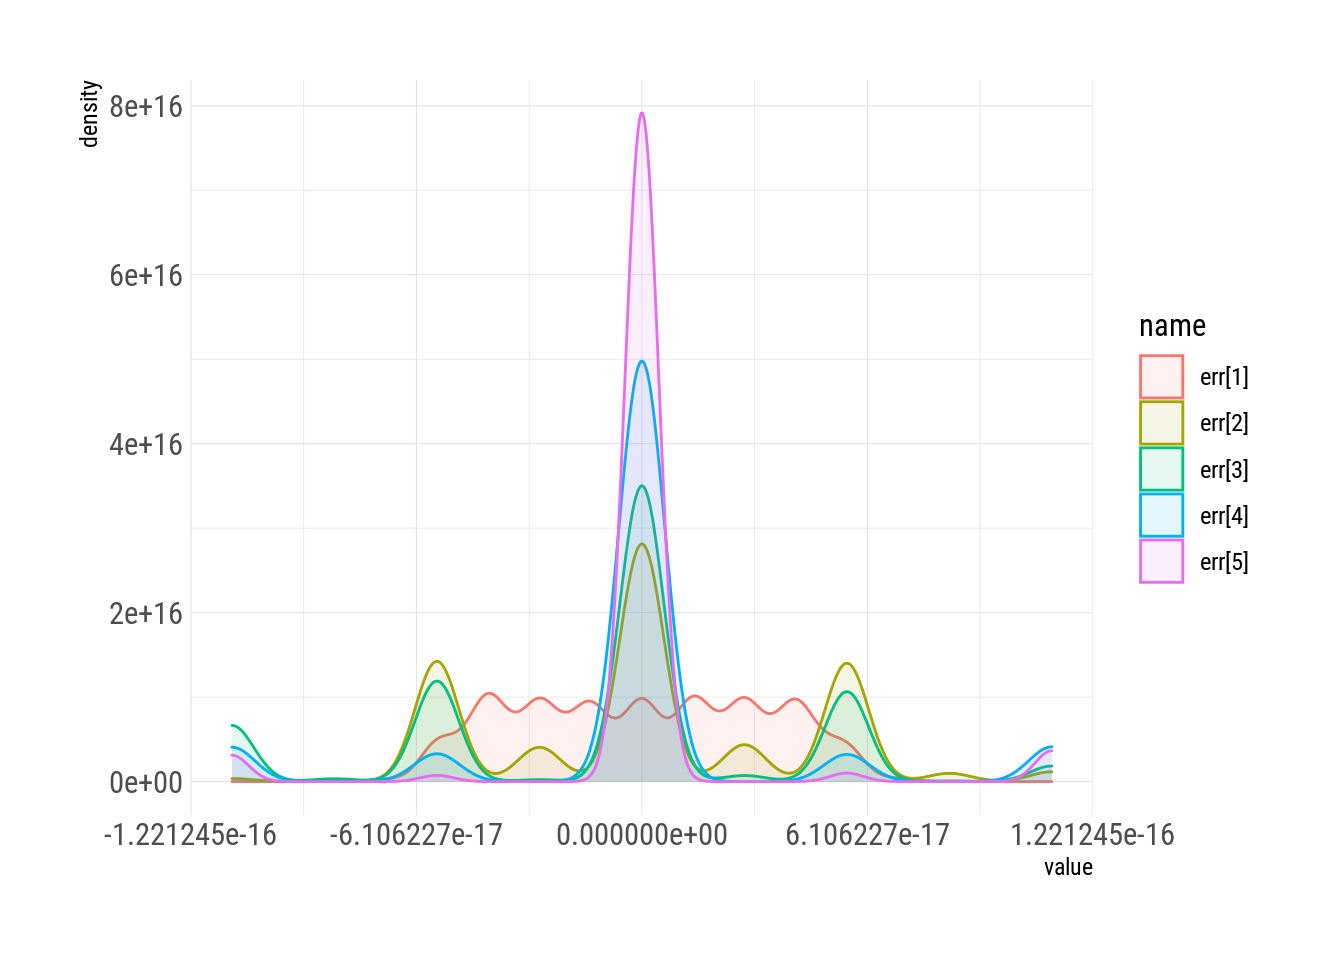 density
8e+16
6e+16
4e+16
2e+16
0e+00
-1.221245e-16 -6.106227e-17 0.000000e+00 6.106227e-17 1.221245e-16
value
name
err[1]
err[2]
err[3]
err[4]
err[5]